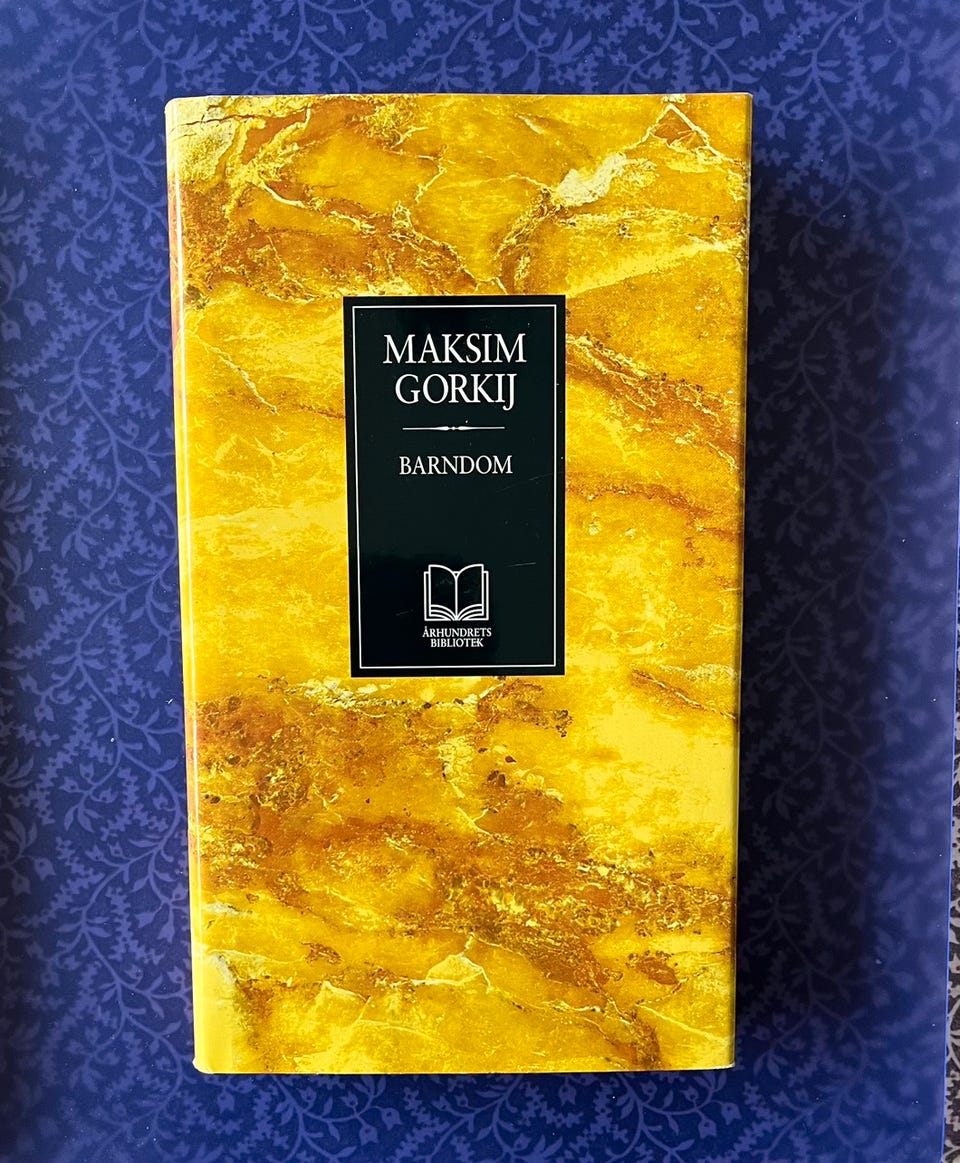 MAKSIM
GORKIJ
BARNDOM
ÅRHUNDRETS
BIBLIOTEK